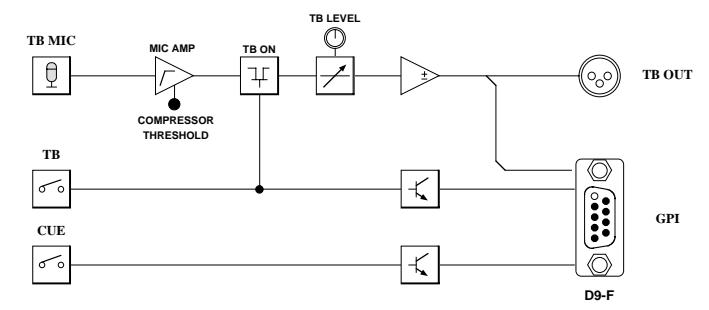 TB LEVEL
TB MIC
MIC AMP
TB ON
±
TB OUT
COMPRESSOR
THRESHOLD
TB
GPI
CUE
D9-F